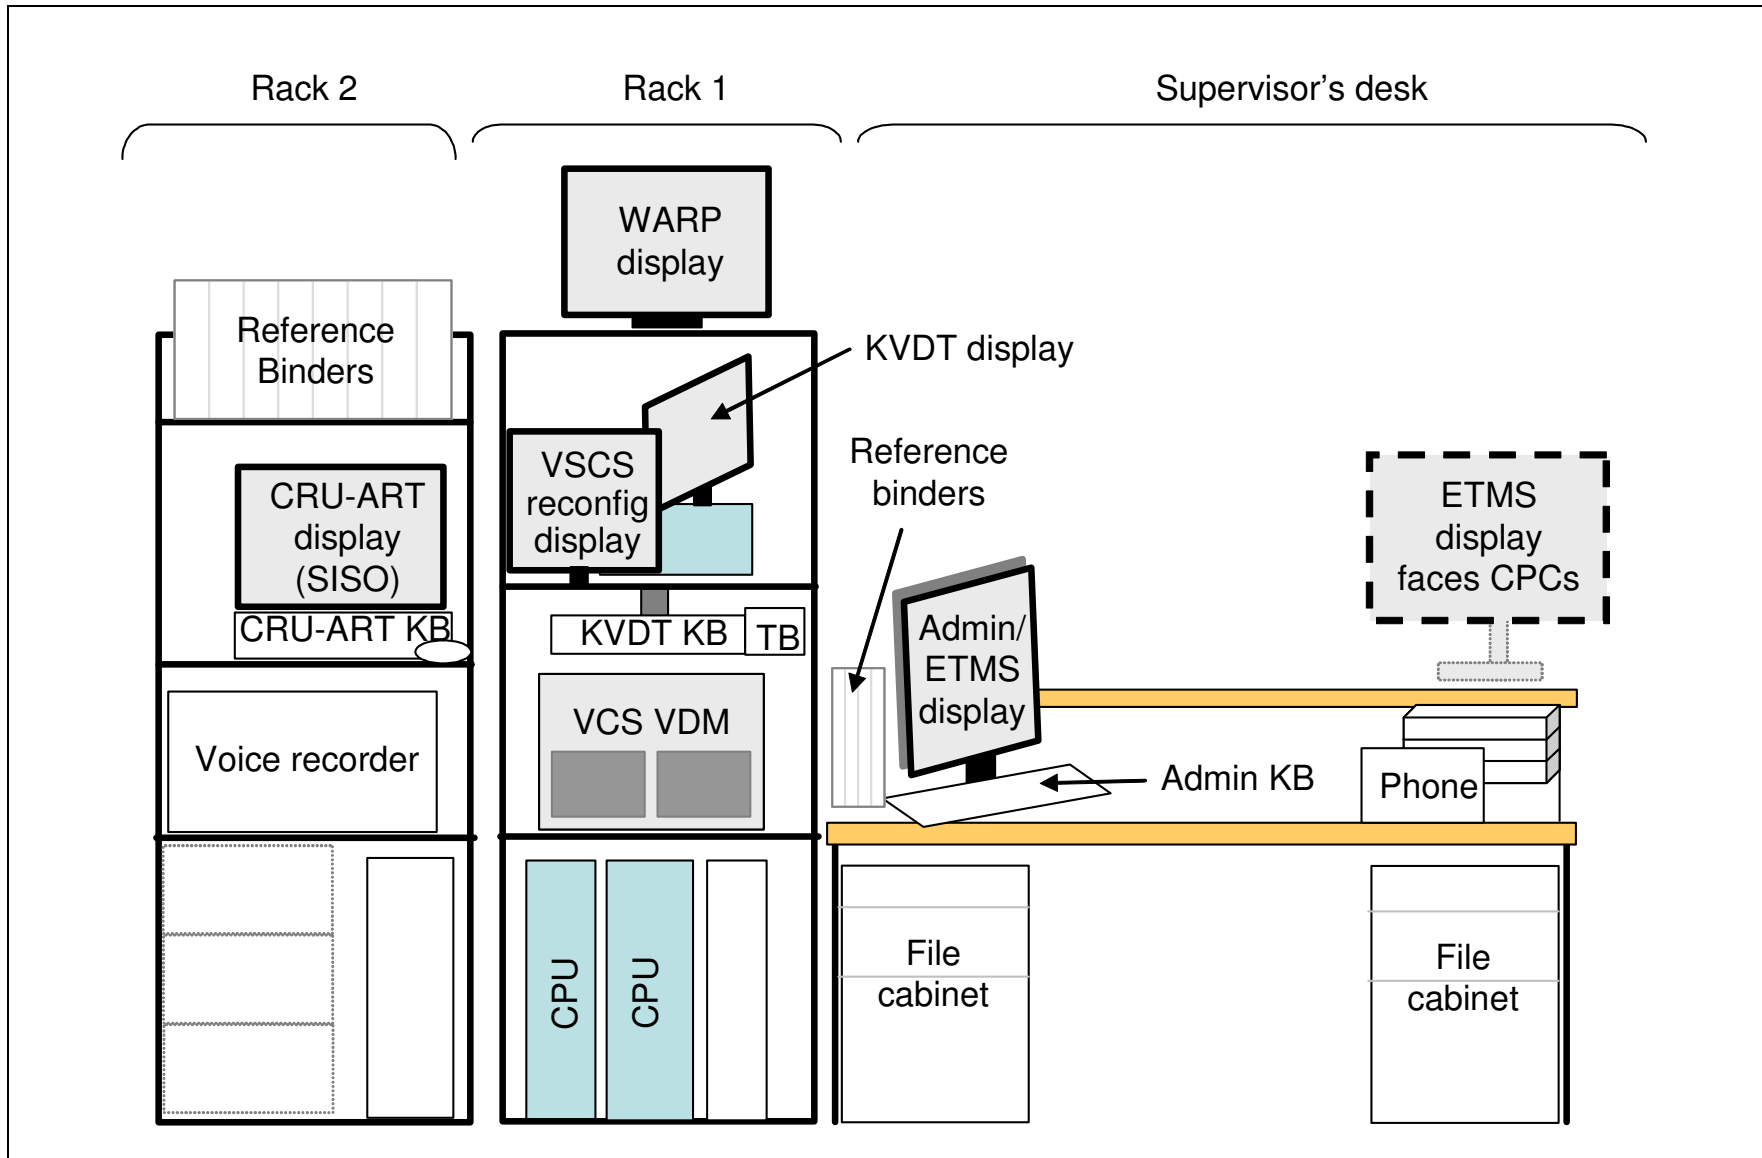 Rack 2
Rack 1
Supervisor's desk
WARP
display
Reference
Binders
KVDT display
VSCS
reconfig
display
Reference
binders
CRU-ART
display
(SISO)
ETMS
display
faces CPCs
CRU-ART KB
KVDT KB
TB
Admin/
ETMS
display
VCS VDM
Voice recorder
Admin KB
Phone
CPU
CPU
File
cabinet
File
cabinet